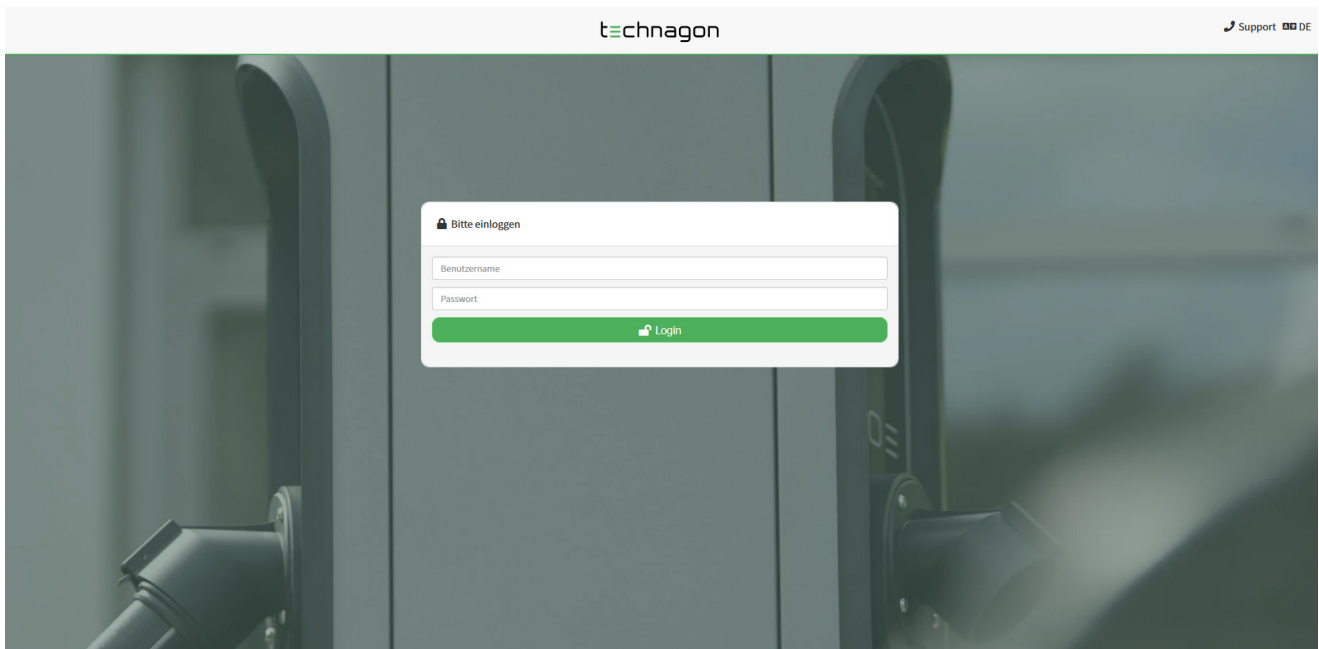 technagon
Support DE
Bitte einloggen
Benutzername
Passwort
Login